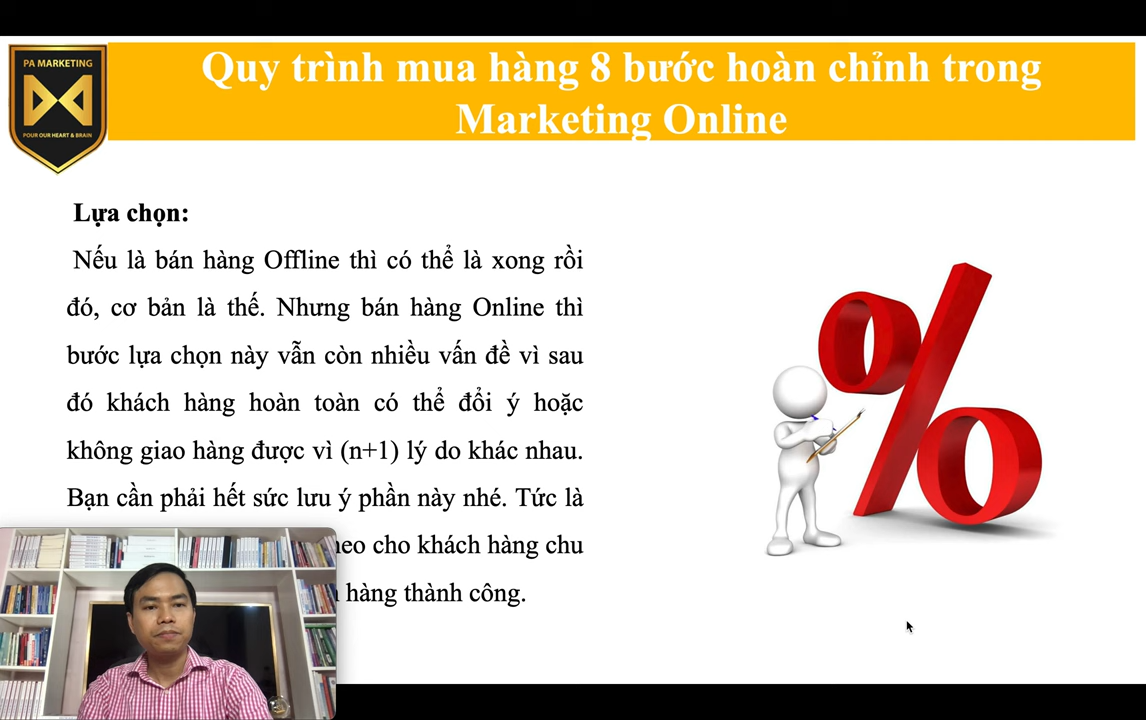 PA MARKETING
POUR OUR HEART & BRAIN
Quy trình mua hàng 8 bước hoàn chỉnh trong
Marketing Online
Lựa chọn:
Nếu là bán hàng Offline thì có thể là xong rồi
đó, cơ bản là thế. Nhưng bán hàng Online thì
bước lựa chọn này vẫn còn nhiều vấn đề vì sau
đó khách hàng hoàn toàn có thể đổi ý hoặc
không giao hàng được vì (n+1) lý do khác nhau.
Bạn cần phải hết sức lưu ý phần này nhé. Tức là
cho khách hàng chu
hàng thành công.
%